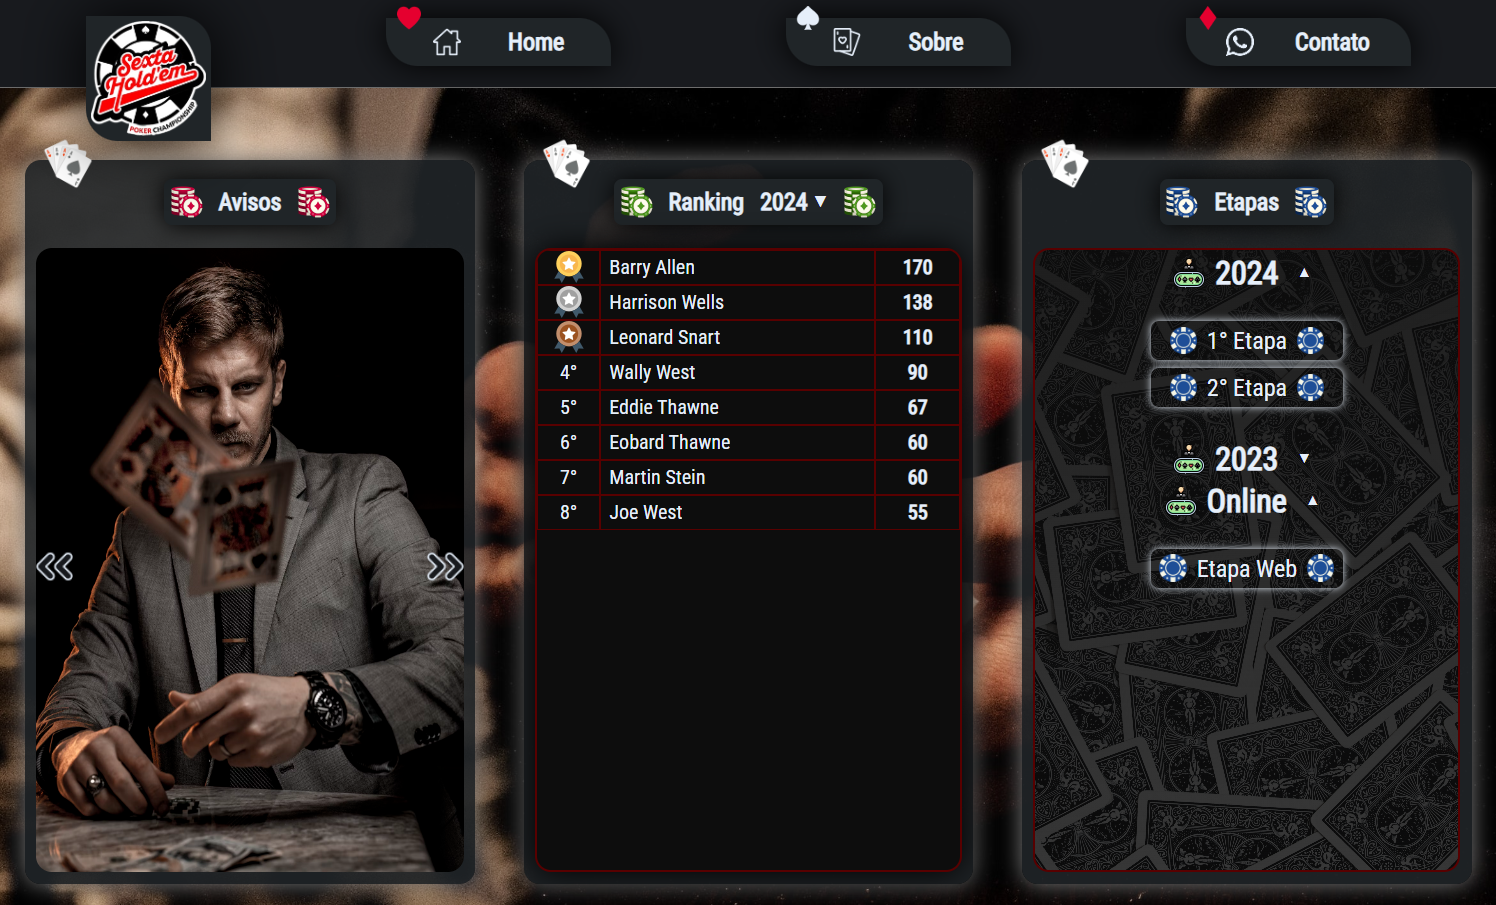 Sexta
Hold'em
POKER CHAMPIONSHIP
Home
Sobre
Contato
Avisos
Ranking 2024 ▼
Barry Allen 170
Harrison Wells 138
Leonard Snart 110
4° Wally West 90
5° Eddie Thawne 67
6° Eobard Thawne 60
7° Martin Stein 60
8° Joe West 55
Etapas
2024 ▲
1° Etapa
2° Etapa
2023 ▼
Online ▲
Etapa Web